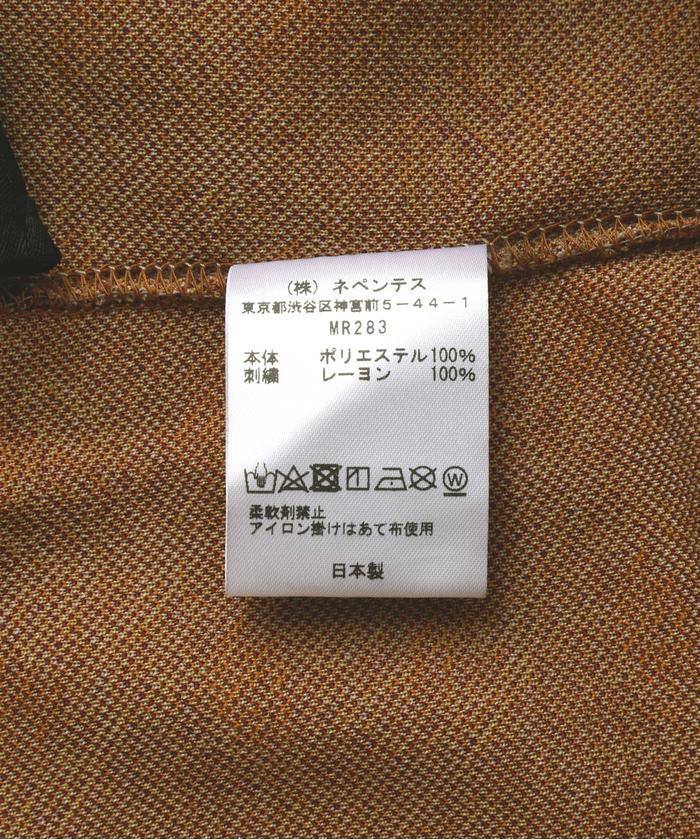 （株）ネペンテス
東京都渋谷区神宮前５－４４－１
MR283
本体 ポリエステル100%
刺繍 レーヨン 100%
W
柔軟剤禁止
アイロン掛けはあて布使用
日本製